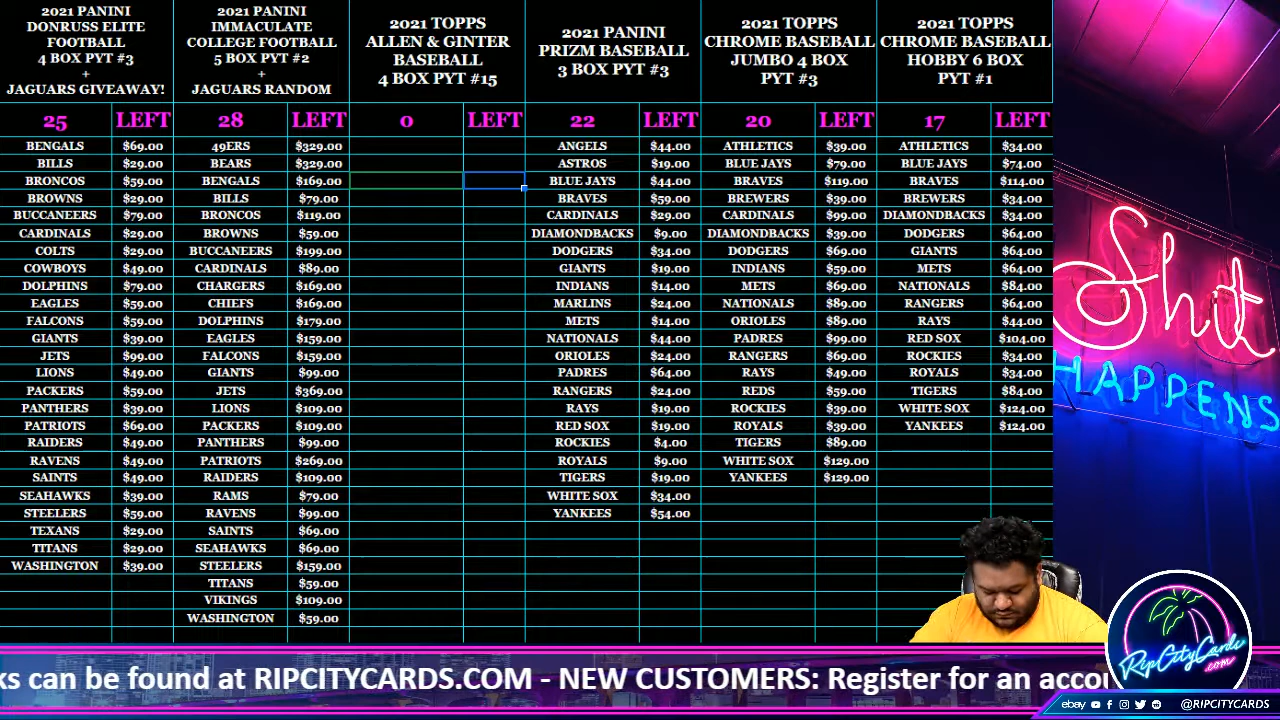 2021 PANINI
DONRUSS ELITE
FOOTBALL
4 BOX PYT #3
+
JAGUARS GIVEAWAY!
25 LEFT
BENGALS $69.00
BILLS $29.00
BRONCOS $59.00
BROWNS $29.00
BUCCANEERS $79.00
CARDINALS $29.00
COLTS $29.00
COWBOYS $49.00
DOLPHINS $79.00
EAGLES $59.00
FALCONS $59.00
GIANTS $39.00
JETS $99.00
LIONS $49.00
PACKERS $59.00
PANTHERS $39.00
PATRIOTS $69.00
RAIDERS $49.00
RAVENS $49.00
SAINTS $49.00
SEAHAWKS $39.00
STEELERS $59.00
TEXANS $29.00
TITANS $29.00
WASHINGTON $39.00
2021 PANINI
IMMACULATE
COLLEGE FOOTBALL
5 BOX PYT #2
+
JAGUARS RANDOM
28 LEFT
49ERS $329.00
BEARS $329.00
BENGALS $169.00
BILLS $79.00
BRONCOS $119.00
BROWNS $59.00
BUCCANEERS $199.00
CARDINALS $89.00
CHARGERS $169.00
CHIEFS $169.00
DOLPHINS $179.00
EAGLES $159.00
FALCONS $159.00
GIANTS $99.00
JETS $369.00
LIONS $109.00
PACKERS $109.00
PANTHERS $99.00
PATRIOTS $269.00
RAIDERS $109.00
RAMS $79.00
RAVENS $99.00
SAINTS $69.00
SEAHAWKS $69.00
STEELERS $159.00
TITANS $59.00
VIKINGS $109.00
WASHINGTON $59.00
2021 TOPPS
ALLEN & GINTER
BASEBALL
4 BOX PYT #15
0 LEFT
2021 PANINI
PRIZM BASEBALL
3 BOX PYT #3
22 LEFT
ANGELS $44.00
ASTROS $19.00
BLUE JAYS $44.00
BRAVES $59.00
CARDINALS $29.00
DIAMONDBACKS $9.00
DODGERS $34.00
GIANTS $19.00
INDIANS $14.00
MARLINS $24.00
METS $14.00
NATIONALS $44.00
ORIOLES $24.00
PADRES $64.00
RANGERS $24.00
RAYS $19.00
RED SOX $19.00
ROCKIES $4.00
ROYALS $9.00
TIGERS $19.00
WHITE SOX $34.00
YANKEES $54.00
2021 TOPPS
CHROME BASEBALL
JUMBO 4 BOX
PYT #3
20 LEFT
ATHLETICS $39.00
BLUE JAYS $79.00
BRAVES $119.00
BREWERS $39.00
CARDINALS $99.00
DIAMONDBACKS $39.00
DODGERS $69.00
INDIANS $59.00
METS $69.00
NATIONALS $89.00
ORIOLES $89.00
PADRES $99.00
RANGERS $69.00
RAYS $49.00
REDS $59.00
ROCKIES $39.00
ROYALS $39.00
TIGERS $89.00
WHITE SOX $129.00
YANKEES $129.00
2021 TOPPS
CHROME BASEBALL
HOBBY 6 BOX
PYT #1
17 LEFT
ATHLETICS $34.00
BLUE JAYS $74.00
BRAVES $114.00
BREWERS $34.00
DIAMONDBACKS $34.00
DODGERS $64.00
GIANTS $64.00
METS $64.00
NATIONALS $84.00
RANGERS $64.00
RAYS $44.00
RED SOX $104.00
ROCKIES $34.00
ROYALS $34.00
TIGERS $84.00
WHITE SOX $124.00
YANKEES $124.00
Shit
HAPPENS
ks can be found at RIPCITYCARDS.COM - NEW CUSTOMERS: Register for an accou
RipCityCards
.com
ebay @RIPCITYCARDS